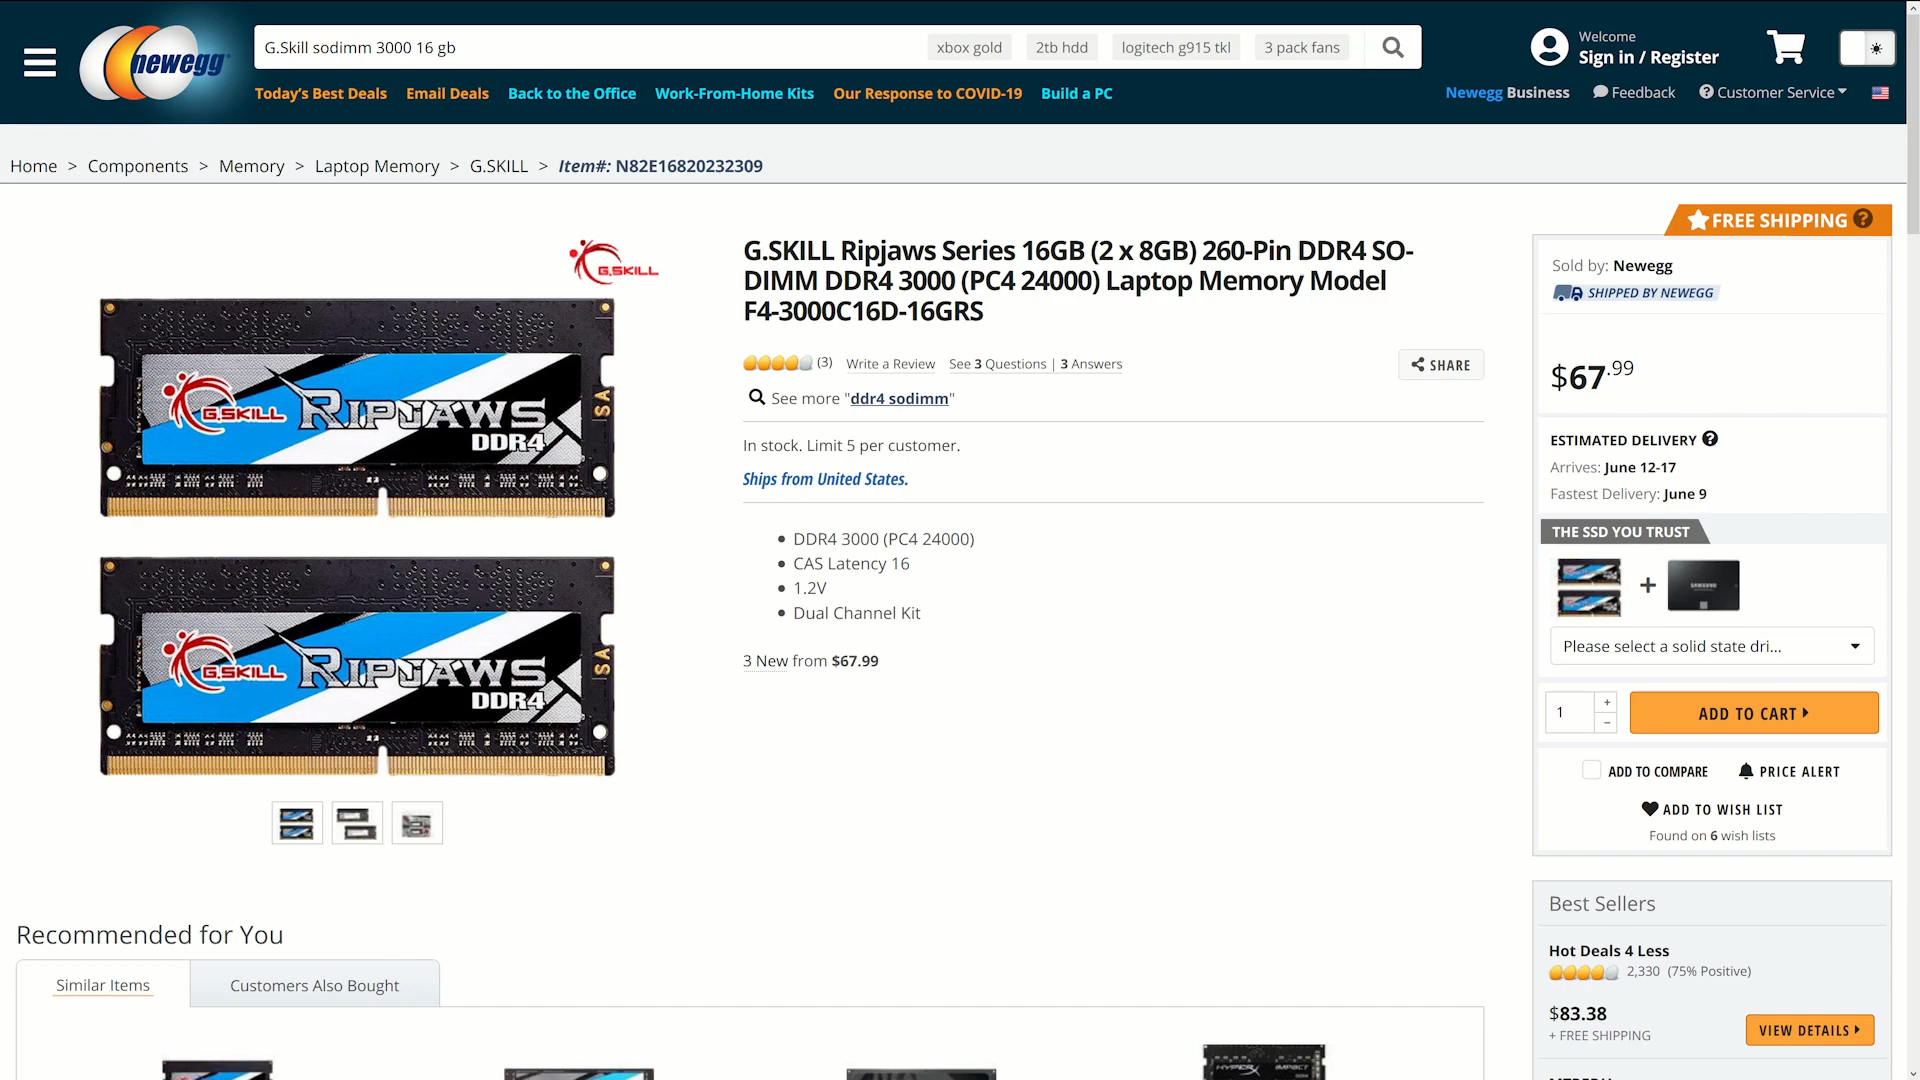 newegg
G.Skill sodimm 3000 16 gb
xbox gold
2tb hdd
logitech g915 tkl
3 pack fans
Welcome
Sign in / Register
Today's Best Deals
Email Deals
Back to the Office
Work-From-Home Kits
Our Response to COVID-19
Build a PC
Newegg Business
Feedback
? Customer Service
Home > Components > Memory > Laptop Memory > G.SKILL > Item#: N82E16820232309
FREE SHIPPING ?
G.SKILL
G.SKILL RIPJAWS
DDR4
SA
G.SKILL RIPJAWS
DDR4
SA
G.SKILL Ripjaws Series 16GB (2 x 8GB) 260-Pin DDR4 SO-
DIMM DDR4 3000 (PC4 24000) Laptop Memory Model
F4-3000C16D-16GRS
(3) Write a Review See 3 Questions | 3 Answers
SHARE
See more "ddr4 sodimm"
In stock. Limit 5 per customer.
Ships from United States.
• DDR4 3000 (PC4 24000)
• CAS Latency 16
• 1.2V
• Dual Channel Kit
3 New from $67.99
Sold by: Newegg
SHIPPED BY NEWEGG
$67.99
ESTIMATED DELIVERY ?
Arrives: June 12-17
Fastest Delivery: June 9
THE SSD YOU TRUST
+
SAMSUNG
Please select a solid state dri...
1
+
−
ADD TO CART
ADD TO COMPARE
PRICE ALERT
ADD TO WISH LIST
Found on 6 wish lists
Best Sellers
Hot Deals 4 Less
2,330 (75% Positive)
$83.38
+ FREE SHIPPING
VIEW DETAILS
Recommended for You
Similar Items
Customers Also Bought
HYPERX IMPACT